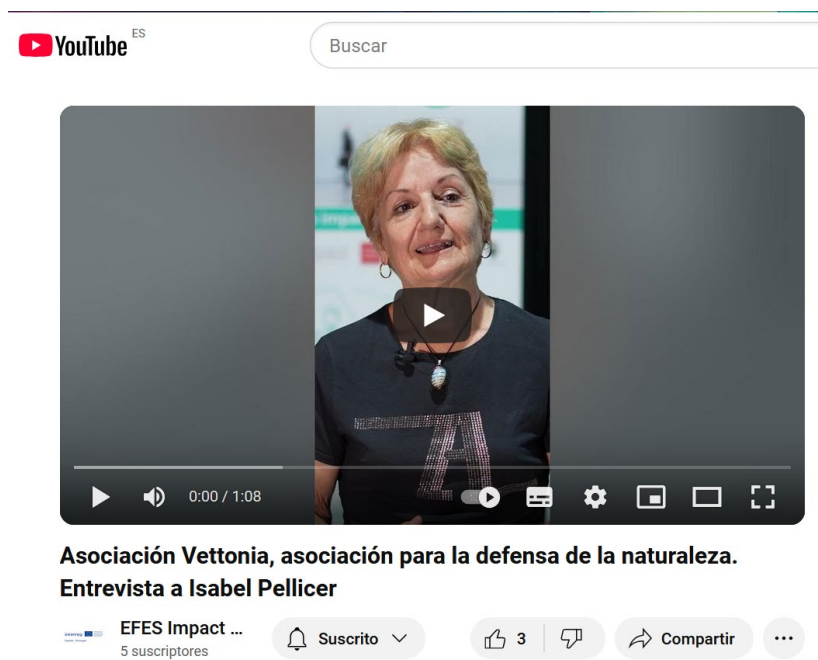 YouTube ES
Buscar
0:00 / 1:08
Asociación Vettonia, asociación para la defensa de la naturaleza.
Entrevista a Isabel Pellicer
EFES Impact ...
5 suscriptores
Suscrito
3
Compartir